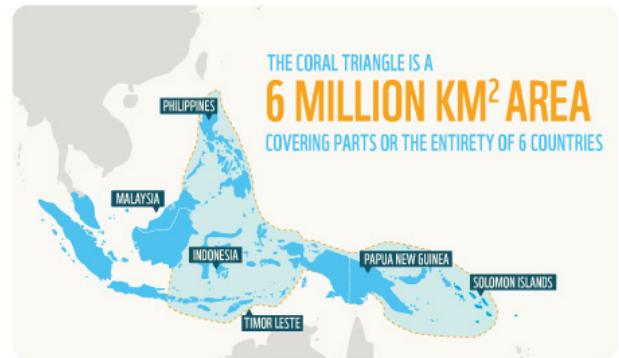 THE CORAL TRIANGLE IS A
6 MILLION KM² AREA
COVERING PARTS OR THE ENTIRETY OF 6 COUNTRIES
PHILIPPINES
MALAYSIA
INDONESIA
PAPUA NEW GUINEA
SOLOMON ISLANDS
TIMOR LESTE